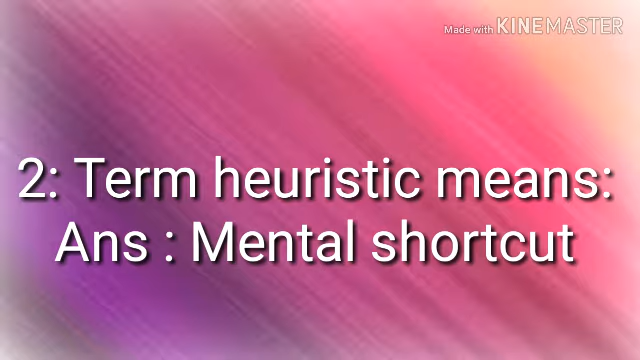 Made with KINEMASTER
2: Term heuristic means:
Ans : Mental shortcut